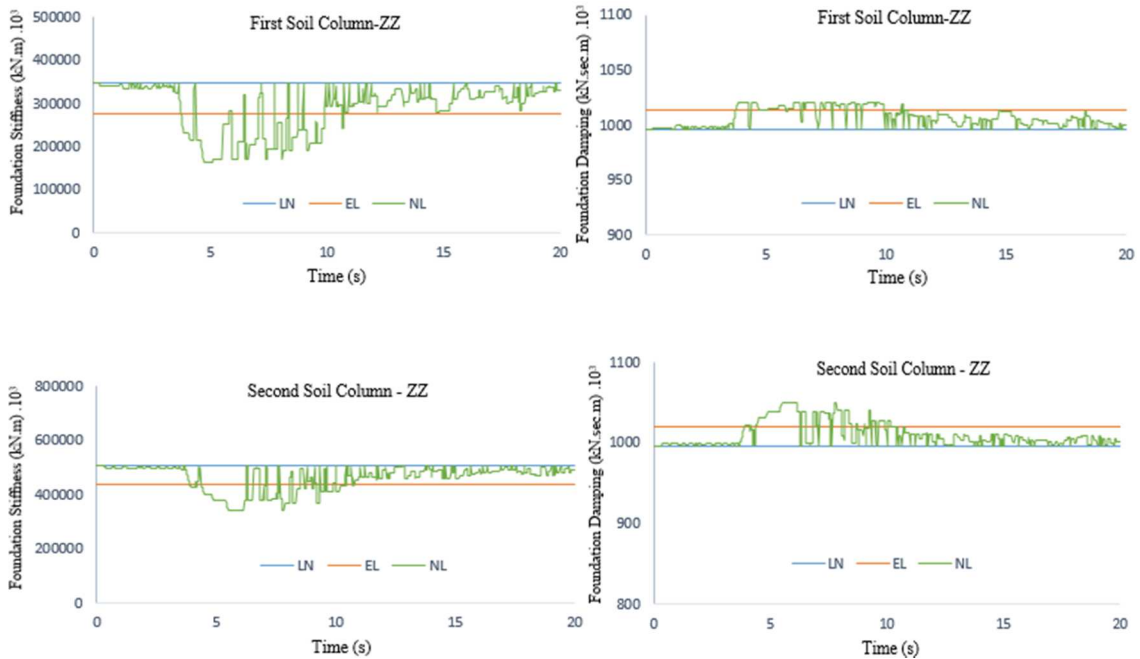 First Soil Column-ZZ
Foundation Stiffness (kN.m) .10³
500000
400000
300000
200000
100000
0
LN EL NL
0 5 10 15 20
Time (s)
First Soil Column-ZZ
Foundation Damping (kN.sec.m) .10³
1100
1050
1000
950
900
LN EL NL
0 5 10 15 20
Time (s)
Second Soil Column - ZZ
Foundation Stiffness (kN.m) .10³
800000
600000
400000
200000
0
LN EL NL
0 5 10 15 20
Time (s)
Second Soil Column - ZZ
Foundation Damping (kN.sec.m) .10³
1100
1000
900
800
LN EL NL
0 5 10 15 20
Time (s)